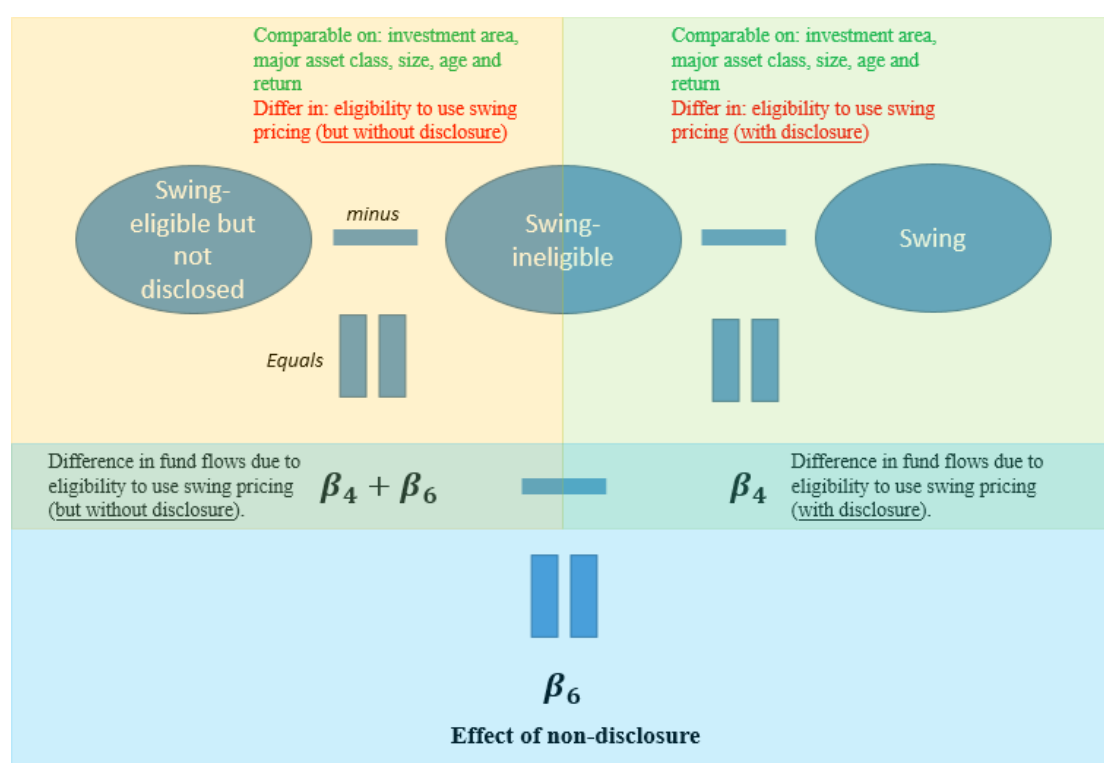 Comparable on: investment area,
major asset class, size, age and
return
Differ in: eligibility to use swing
pricing (but without disclosure)
Comparable on: investment area,
major asset class, size, age and
return
Differ in: eligibility to use swing
pricing (with disclosure)
Swing-
eligible but
not
disclosed
minus
Swing-
ineligible
Swing
Equals
Difference in fund flows due to
eligibility to use swing pricing
(but without disclosure).
β₄ + β₆
β₄
Difference in fund flows due to
eligibility to use swing pricing
(with disclosure).
β₆
Effect of non-disclosure